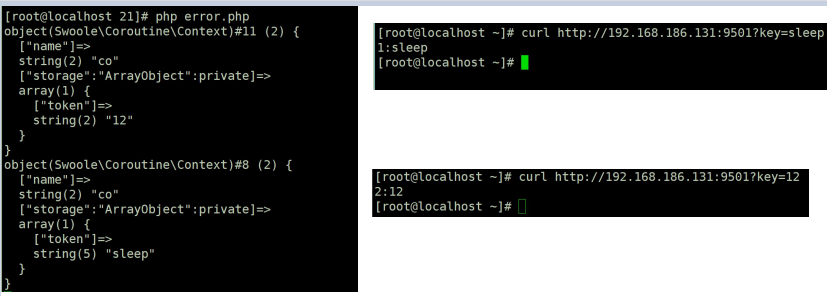 [root@localhost 21]# php error.php
object(Swoole\Coroutine\Context)#11 (2) {
  ["name"]=>
  string(2) "co"
  ["storage":"ArrayObject":private]=>
  array(1) {
    ["token"]=>
    string(2) "12"
  }
}
object(Swoole\Coroutine\Context)#8 (2) {
  ["name"]=>
  string(2) "co"
  ["storage":"ArrayObject":private]=>
  array(1) {
    ["token"]=>
    string(5) "sleep"
  }
}
[root@localhost ~]# curl http://192.168.186.131:9501?key=sleep
1:sleep
[root@localhost ~]#
[root@localhost ~]# curl http://192.168.186.131:9501?key=12
2:12
[root@localhost ~]#